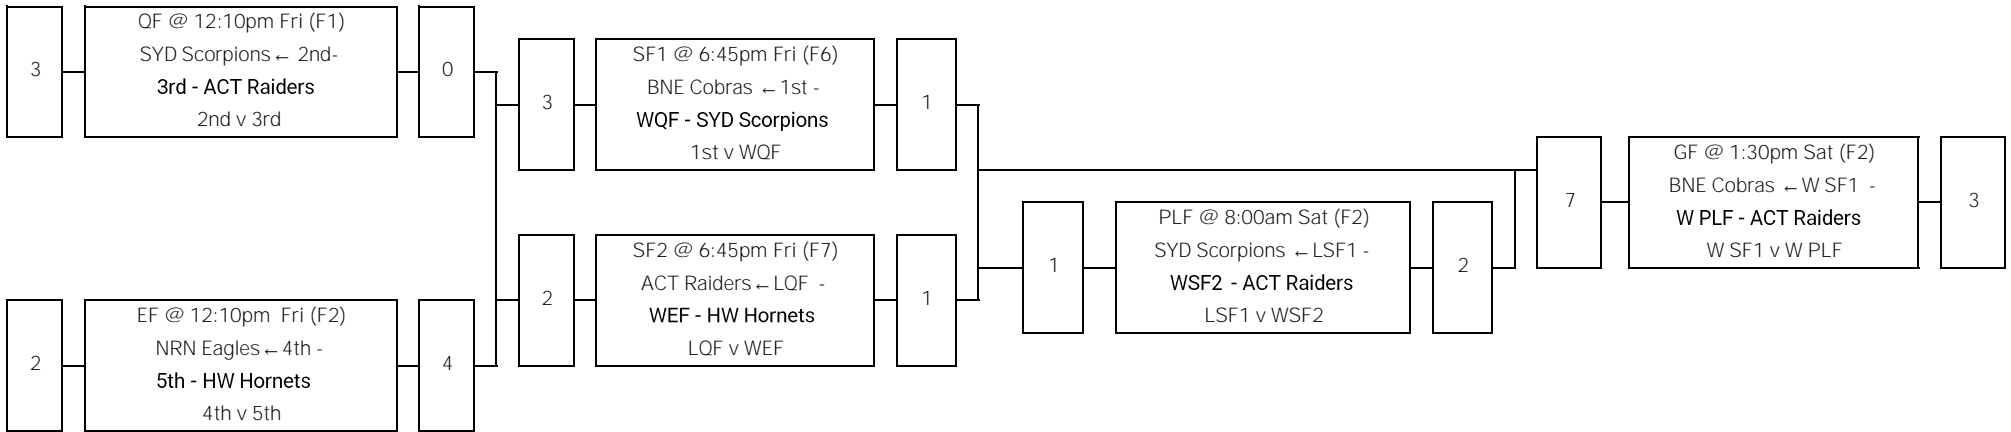 3
QF @ 12:10pm Fri (F1)
SYD Scorpions ← 2nd-
3rd - ACT Raiders
2nd v 3rd
0
2
EF @ 12:10pm  Fri (F2)
NRN Eagles ← 4th -
5th - HW Hornets
4th v 5th
4
3
SF1 @ 6:45pm Fri (F6)
BNE Cobras ← 1st -
WQF - SYD Scorpions
1st v WQF
1
2
SF2 @ 6:45pm Fri (F7)
ACT Raiders ← LQF  -
WEF - HW Hornets
LQF v WEF
1
1
PLF @ 8:00am Sat (F2)
SYD Scorpions ← LSF1 -
WSF2  - ACT Raiders
LSF1 v WSF2
2
7
GF @ 1:30pm Sat (F2)
BNE Cobras ← W SF1  -
W PLF - ACT Raiders
W SF1 v W PLF
3